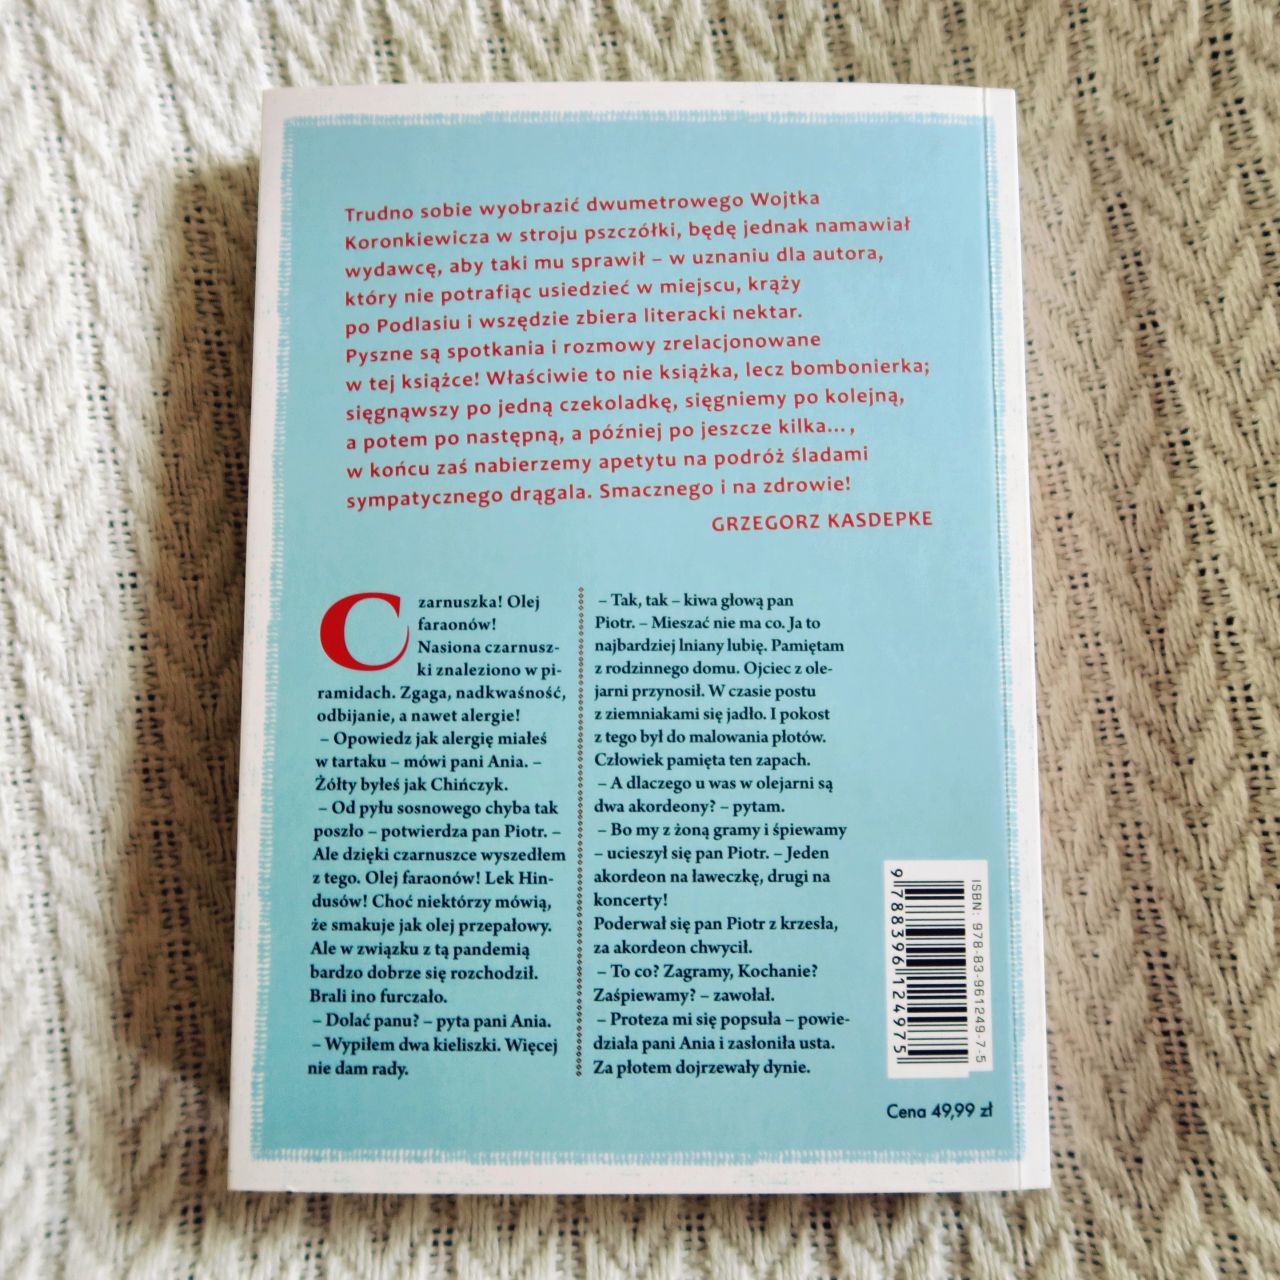 Trudno sobie wyobrazić dwumetrowego Wojtka
Koronkiewicza w stroju pszczółki, będę jednak namawiał
wydawcę, aby taki mu sprawił – w uznaniu dla autora,
który nie potrafiąc usiedzieć w miejscu, krąży
po Podlasiu i wszędzie zbiera literacki nektar.
Pyszne są spotkania i rozmowy zrelacjonowane
w tej książce! Właściwie to nie książka, lecz bombonierka;
sięgnąwszy po jedną czekoladkę, sięgniemy po kolejną,
a potem po następną, a później po jeszcze kilka...,
w końcu zaś nabierzemy apetytu na podróż śladami
sympatycznego drągala. Smacznego i na zdrowie!
GRZEGORZ KASDEPKE
Czarnuszka! Olej
faraonów!
Nasiona czarnusz-
ki znaleziono w pi-
ramidach. Zgaga, nadkwaśność,
odbijanie, a nawet alergie!
– Opowiedz jak alergię miałeś
w tartaku – mówi pani Ania. –
Żółty byłeś jak Chińczyk.
– Od pyłu sosnowego chyba tak
poszło – potwierdza pan Piotr. –
Ale dzięki czarnuszce wyszedłem
z tego. Olej faraonów! Lek Hin-
dusów! Choć niektórzy mówią,
że smakuje jak olej przepałowy.
Ale w związku z tą pandemią
bardzo dobrze się rozchodził.
Brali ino furczało.
– Dolać panu? – pyta pani Ania.
– Wypiłem dwa kieliszki. Więcej
nie dam rady.
– Tak, tak – kiwa głową pan
Piotr. – Mieszać nie ma co. Ja to
najbardziej lniany lubię. Pamiętam
z rodzinnego domu. Ojciec z ole-
jarni przynosił. W czasie postu
z ziemniakami się jadło. I pokost
z tego był do malowania płotów.
Człowiek pamięta ten zapach.
– A dlaczego u was w olejarni są
dwa akordeony? – pytam.
– Bo my z żoną gramy i śpiewamy
– ucieszył się pan Piotr. – Jeden
akordeon na ławeczkę, drugi na
koncerty!
Poderwał się pan Piotr z krzesła,
za akordeon chwycił.
– To co? Zagramy, Kochanie?
Zaśpiewamy? – zawołał.
– Proteza mi się popsuła – powie-
działa pani Ania i zasłoniła usta.
Za płotem dojrzewały dynie.
ISBN: 978-83-961249-7-5
9 788396 124975
Cena 49,99 zł